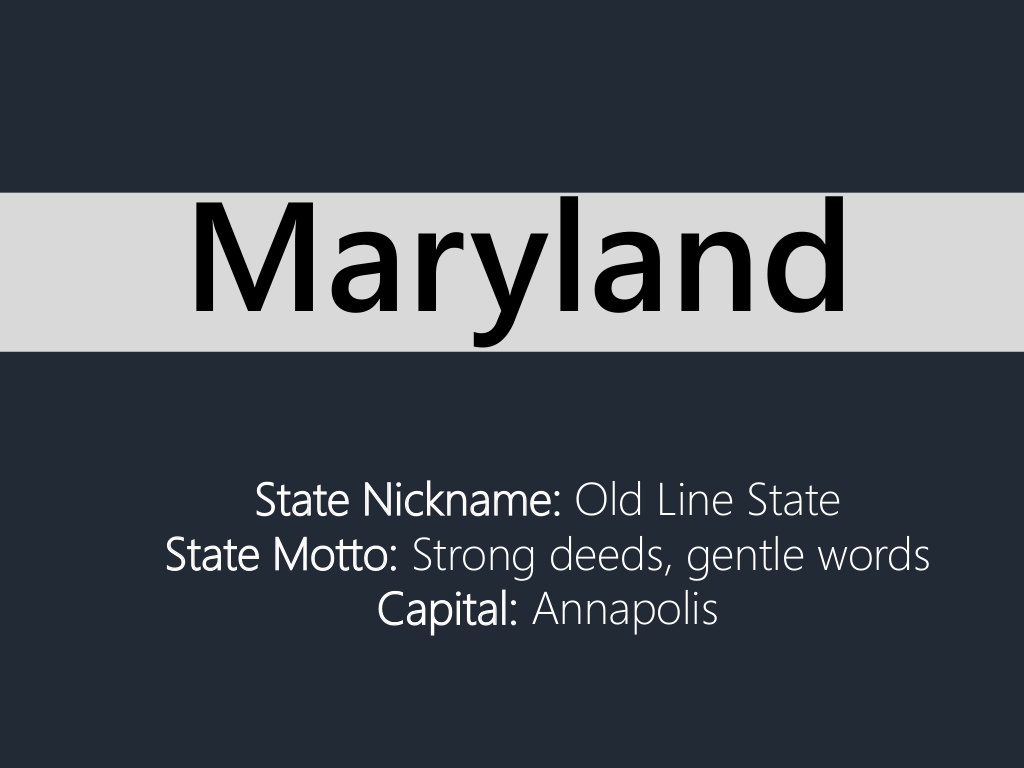 Maryland
State Nickname: Old Line State
State Motto: Strong deeds, gentle words
Capital: Annapolis